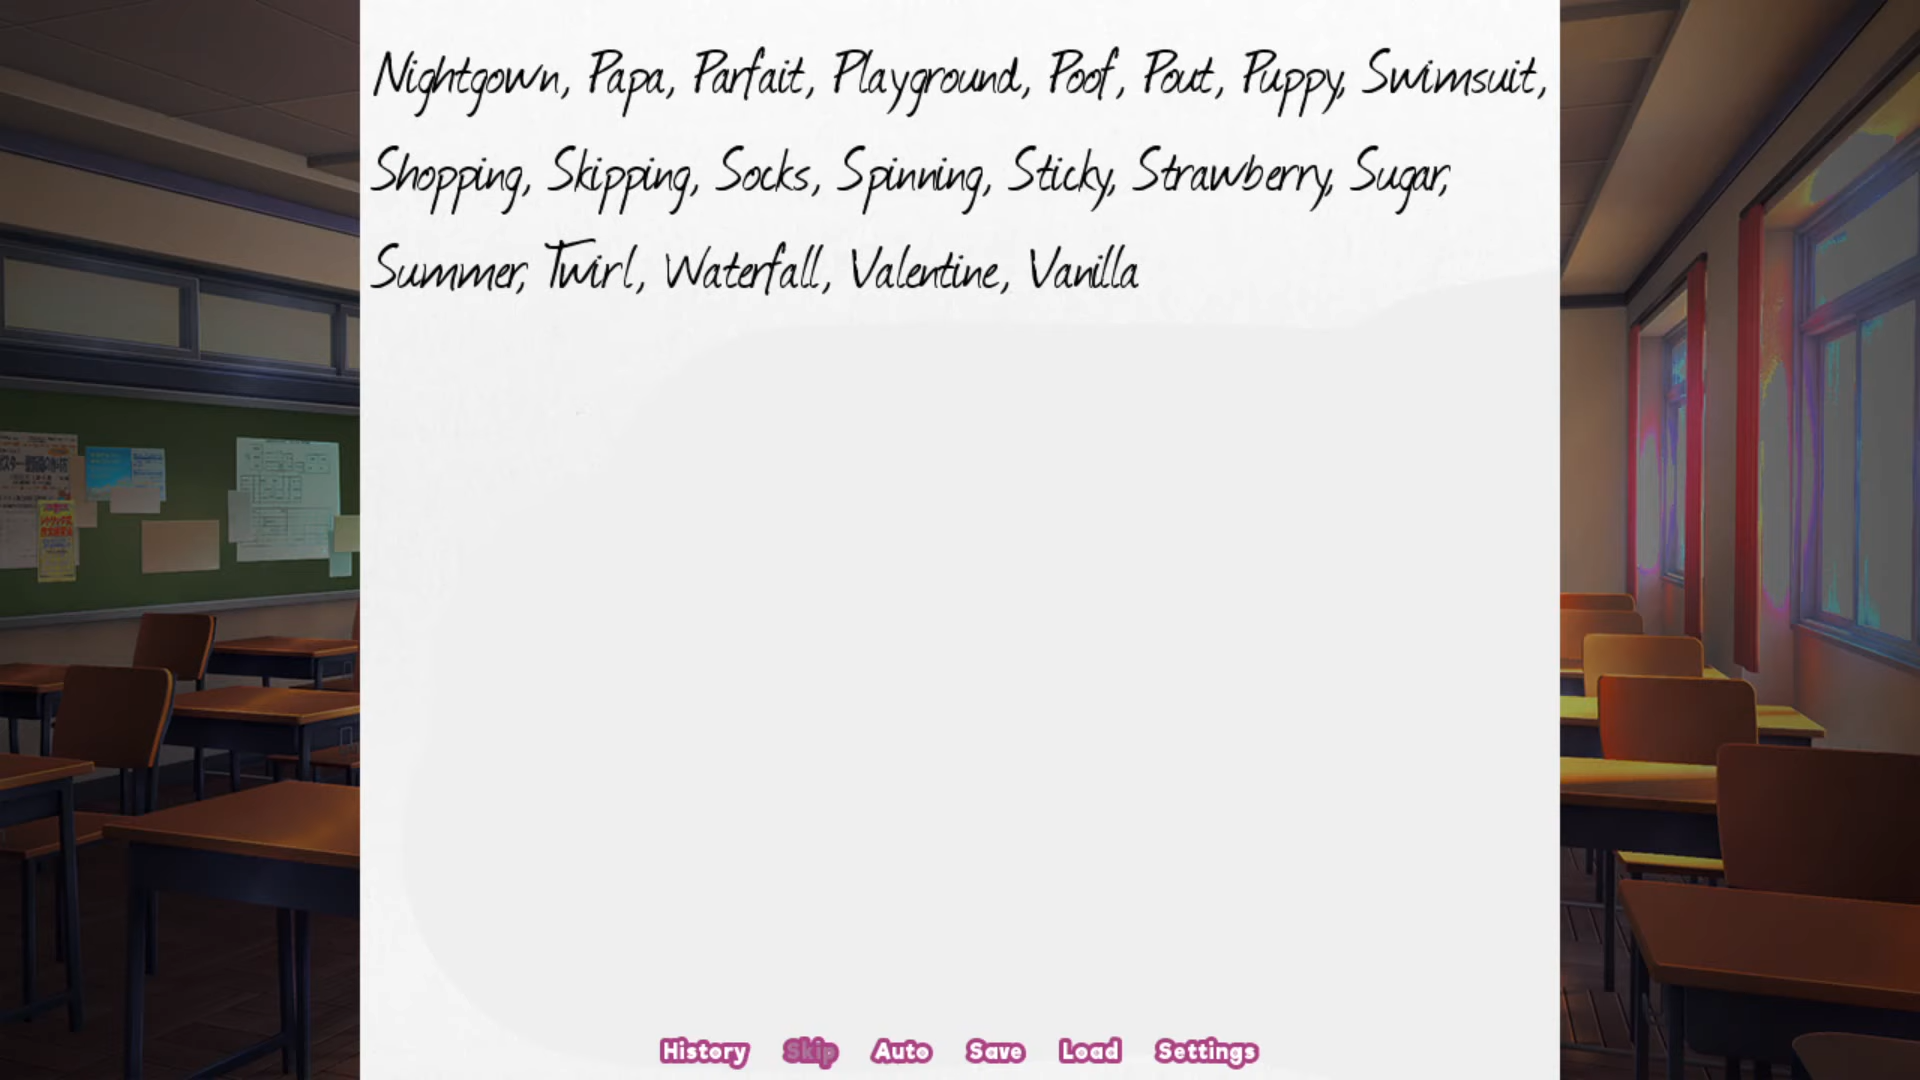 Nightgown, Papa, Parfait, Playground, Poof, Pout, Puppy, Swimsuit,
Shopping, Skipping, Socks, Spinning, Sticky, Strawberry, Sugar,
Summer, Twirl, Waterfall, Valentine, Vanilla
History Skip Auto Save Load Settings